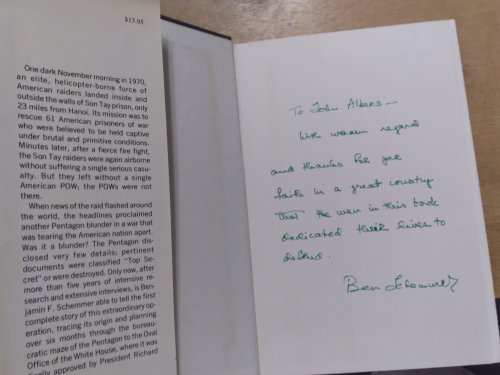 $13.95
One dark November morning in 1970,
an elite, helicopter-borne force of
American raiders landed inside and
outside the walls of Son Tay prison, only
23 miles from Hanoi. Its mission was to
rescue 61 American prisoners of war
who were believed to be held captive
under brutal and primitive conditions.
Minutes later, after a fierce fire fight,
the Son Tay raiders were again airborne
without suffering a single serious casu-
alty. But they left without a single
American POW; the POWs were not
there.
When news of the raid flashed around
the world, the headlines proclaimed
another Pentagon blunder in a war that
was tearing the American nation apart.
Was it a blunder? The Pentagon dis-
closed very few details; pertinent
documents were classified "Top Se-
cret" or were destroyed. Only now, after
more than five years of intensive re-
search and extensive interviews, is Ben-
jamin F. Schemmer able to tell the first
complete story of this extraordinary op-
eration, tracing its origin and planning
over six months through the bureau-
cratic maze of the Pentagon to the Oval
Office of the White House, where it was
finally approved by President Richard
To John Albers —
With warm regard
and thanks for your
faith in a great country
that the men in this book
dedicated their lives to
defend.
Ben Schemmer